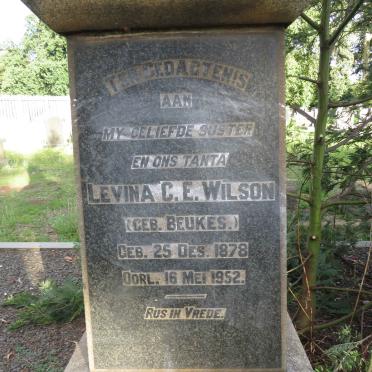 TER GEDAGTENIS
AAN
MY GELIEFDE SUSTER
EN ONS TANTA
LEVINA C. E. WILSON
(GEB. BEUKES.)
GEB. 25 DES. 1878
OORL. 16 MEI 1952.
RUS IN VREDE.